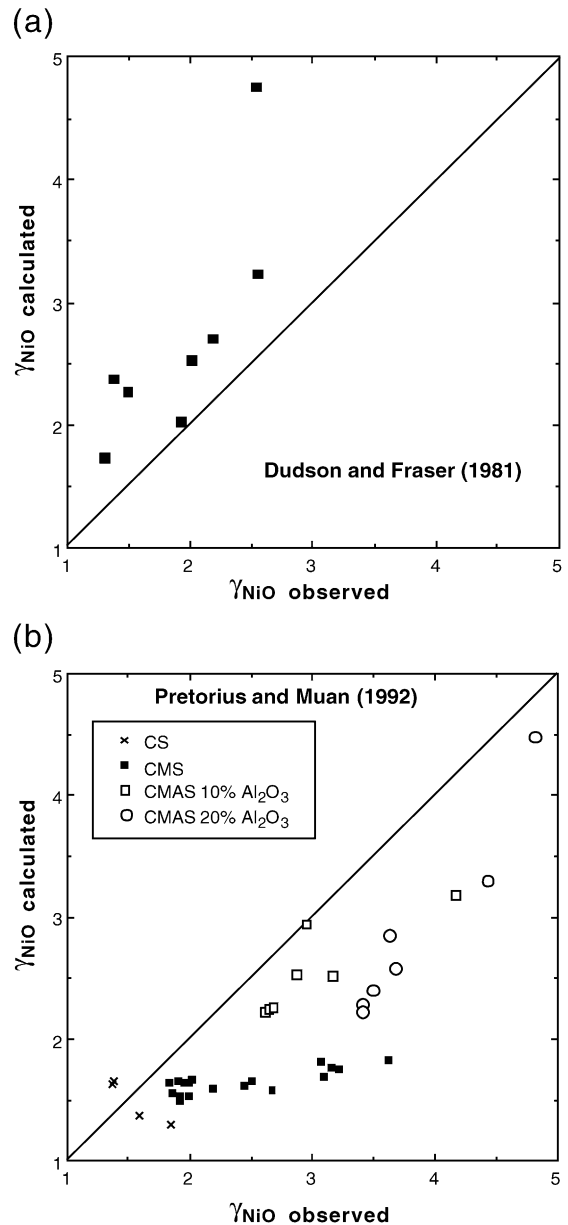 (a)
5
4
3
2
1
γNiO calculated
Dudson and Fraser (1981)
1 2 3 4 5
γNiO observed
(b)
5
4
3
2
1
γNiO calculated
Pretorius and Muan (1992)
CS
CMS
CMAS 10% Al₂O₃
CMAS 20% Al₂O₃
1 2 3 4 5
γNiO observed